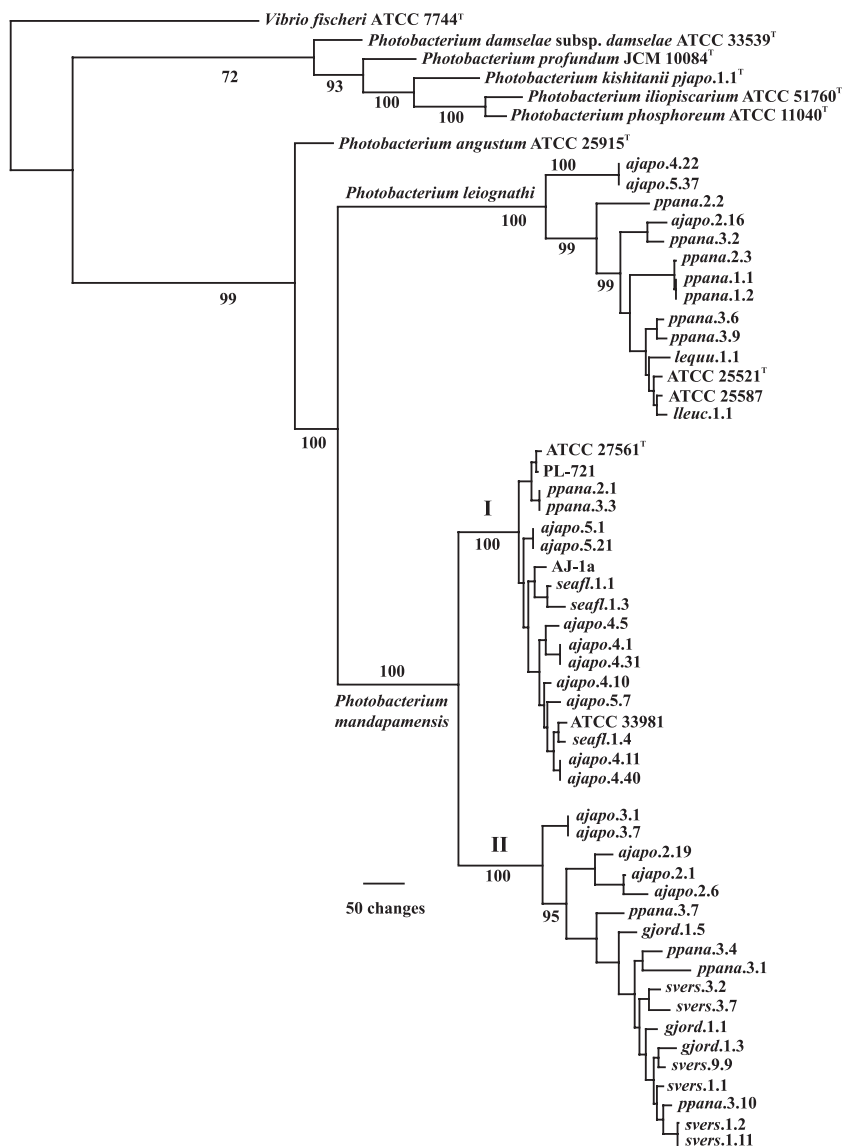 Vibrio fischeri ATCC 7744T
Photobacterium damselae subsp. damselae ATCC 33539T
Photobacterium profundum JCM 10084T
72
Photobacterium kishitanii pjapo.1.1T
93
Photobacterium iliopiscarium ATCC 51760T
100
100
Photobacterium phosphoreum ATCC 11040T
Photobacterium angustum ATCC 25915T
100
ajapo.4.22
ajapo.5.37
Photobacterium leiognathi
ppana.2.2
100
ajapo.2.16
ppana.3.2
99
ppana.2.3
99
ppana.1.1
ppana.1.2
99
ppana.3.6
ppana.3.9
lequu.1.1
ATCC 25521T
ATCC 25587
lleuc.1.1
100
ATCC 27561T
PL-721
ppana.2.1
ppana.3.3
I
ajapo.5.1
100
ajapo.5.21
AJ-1a
seafl.1.1
seafl.1.3
ajapo.4.5
ajapo.4.1
ajapo.4.31
100
ajapo.4.10
Photobacterium
mandapamensis
ajapo.5.7
ATCC 33981
seafl.1.4
ajapo.4.11
ajapo.4.40
ajapo.3.1
ajapo.3.7
II
ajapo.2.19
100
ajapo.2.1
ajapo.2.6
50 changes
95
ppana.3.7
gjord.1.5
ppana.3.4
ppana.3.1
svers.3.2
svers.3.7
gjord.1.1
gjord.1.3
svers.9.9
svers.1.1
ppana.3.10
svers.1.2
svers.1.11